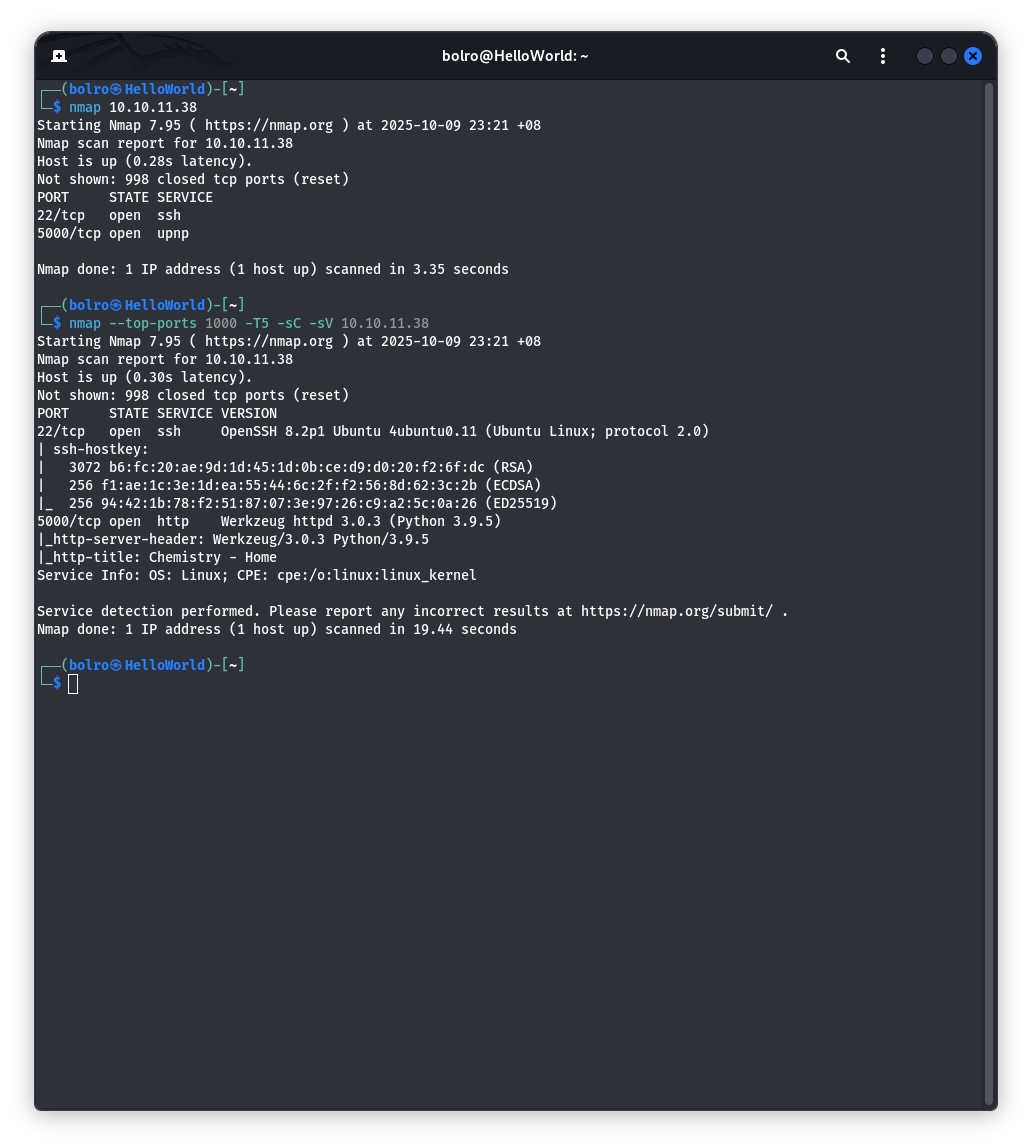 bolro@HelloWorld: ~
┌──(bolro㉿HelloWorld)-[~]
└─$ nmap 10.10.11.38
Starting Nmap 7.95 ( https://nmap.org ) at 2025-10-09 23:21 +08
Nmap scan report for 10.10.11.38
Host is up (0.28s latency).
Not shown: 998 closed tcp ports (reset)
PORT     STATE SERVICE
22/tcp   open  ssh
5000/tcp open  upnp
Nmap done: 1 IP address (1 host up) scanned in 3.35 seconds
┌──(bolro㉿HelloWorld)-[~]
└─$ nmap --top-ports 1000 -T5 -sC -sV 10.10.11.38
Starting Nmap 7.95 ( https://nmap.org ) at 2025-10-09 23:21 +08
Nmap scan report for 10.10.11.38
Host is up (0.30s latency).
Not shown: 998 closed tcp ports (reset)
PORT     STATE SERVICE VERSION
22/tcp   open  ssh     OpenSSH 8.2p1 Ubuntu 4ubuntu0.11 (Ubuntu Linux; protocol 2.0)
| ssh-hostkey:
|   3072 b6:fc:20:ae:9d:1d:45:1d:0b:ce:d9:d0:20:f2:6f:dc (RSA)
|   256 f1:ae:1c:3e:1d:ea:55:44:6c:2f:f2:56:8d:62:3c:2b (ECDSA)
|_  256 94:42:1b:78:f2:51:87:07:3e:97:26:c9:a2:5c:0a:26 (ED25519)
5000/tcp open  http    Werkzeug httpd 3.0.3 (Python 3.9.5)
|_http-server-header: Werkzeug/3.0.3 Python/3.9.5
|_http-title: Chemistry - Home
Service Info: OS: Linux; CPE: cpe:/o:linux:linux_kernel
Service detection performed. Please report any incorrect results at https://nmap.org/submit/ .
Nmap done: 1 IP address (1 host up) scanned in 19.44 seconds
┌──(bolro㉿HelloWorld)-[~]
└─$